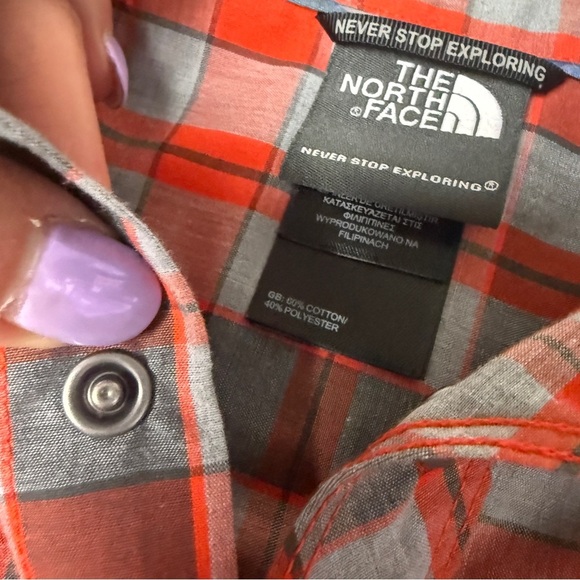 NEVER STOP EXPLORING
THE
NORTH
®FACE
NEVER STOP EXPLORING®
ΚΑΤΑΣΚΕΥΑΖΕΤΑΙ ΣΤΙΣ
ΦΙΛΙΠΠΙΝΕΣ
WYPRODUKOWANO NA
FILIPINACH
GB: 60% COTTON/
40% POLYESTER